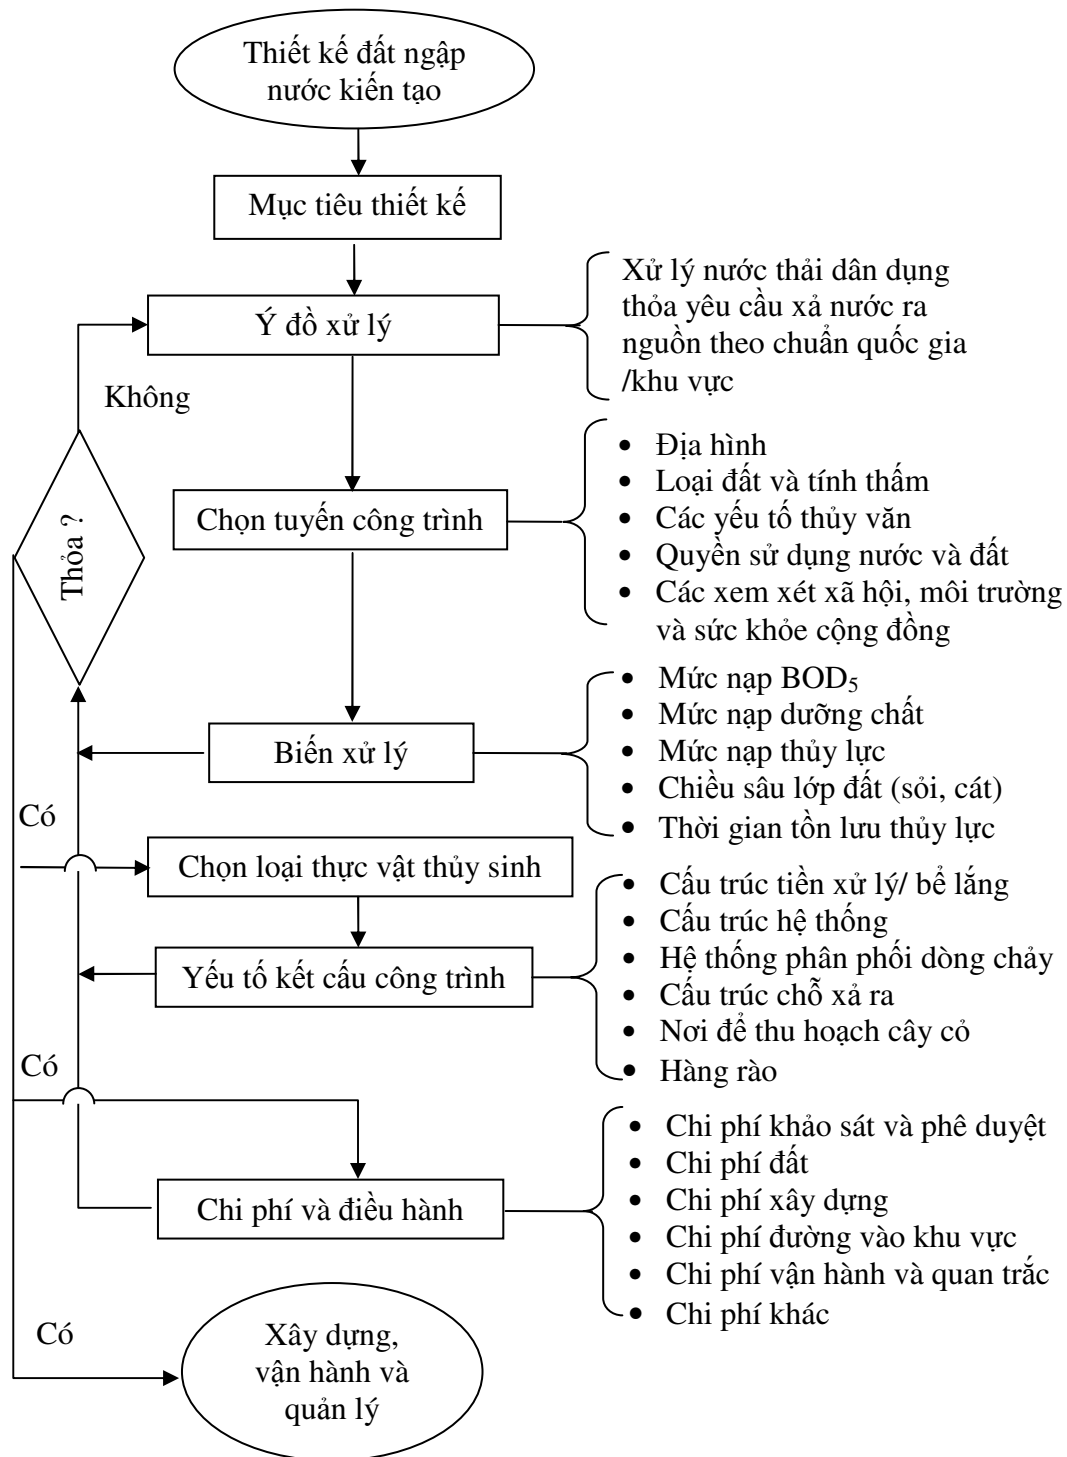 Thiết kế đất ngập
nước kiến tạo
Mục tiêu thiết kế
Ý đồ xử lý
Xử lý nước thải dân dụng
thỏa yêu cầu xả nước ra
nguồn theo chuẩn quốc gia
/khu vực
Không
Thỏa ?
Chọn tuyến công trình
• Địa hình
• Loại đất và tính thấm
• Các yếu tố thủy văn
• Quyền sử dụng nước và đất
• Các xem xét xã hội, môi trường
và sức khỏe cộng đồng
Biến xử lý
• Mức nạp BOD₅
• Mức nạp dưỡng chất
• Mức nạp thủy lực
• Chiều sâu lớp đất (sỏi, cát)
• Thời gian tồn lưu thủy lực
Có
Chọn loại thực vật thủy sinh
Yếu tố kết cấu công trình
• Cấu trúc tiền xử lý/ bể lắng
• Cấu trúc hệ thống
• Hệ thống phân phối dòng chảy
• Cấu trúc chỗ xả ra
• Nơi để thu hoạch cây cỏ
• Hàng rào
Có
Chi phí và điều hành
• Chi phí khảo sát và phê duyệt
• Chi phí đất
• Chi phí xây dựng
• Chi phí đường vào khu vực
• Chi phí vận hành và quan trắc
• Chi phí khác
Có
Xây dựng,
vận hành và
quản lý